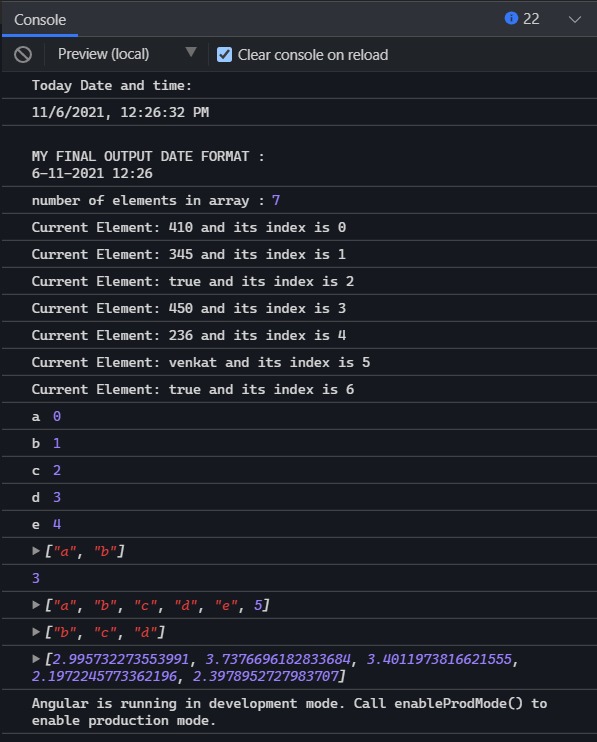 Console
22
Preview (local)
Clear console on reload
Today Date and time:
11/6/2021, 12:26:32 PM
MY FINAL OUTPUT DATE FORMAT :
6-11-2021 12:26
number of elements in array : 7
Current Element: 410 and its index is 0
Current Element: 345 and its index is 1
Current Element: true and its index is 2
Current Element: 450 and its index is 3
Current Element: 236 and its index is 4
Current Element: venkat and its index is 5
Current Element: true and its index is 6
a 0
b 1
c 2
d 3
e 4
["a", "b"]
3
["a", "b", "c", "d", "e", 5]
["b", "c", "d"]
[2.995732273553991, 3.7376696182833684, 3.4011973816621555,
2.1972245773362196, 2.3978952727983707]
Angular is running in development mode. Call enableProdMode() to
enable production mode.